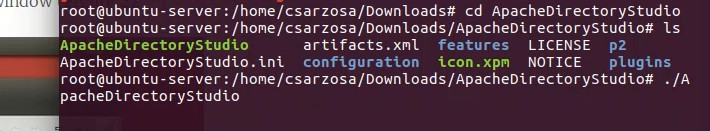 window
root@ubuntu-server:/home/csarzosa/Downloads# cd ApacheDirectoryStudio
root@ubuntu-server:/home/csarzosa/Downloads/ApacheDirectoryStudio# ls
ApacheDirectoryStudio artifacts.xml features LICENSE p2
ApacheDirectoryStudio.ini configuration icon.xpm NOTICE plugins
root@ubuntu-server:/home/csarzosa/Downloads/ApacheDirectoryStudio# ./A
pacheDirectoryStudio